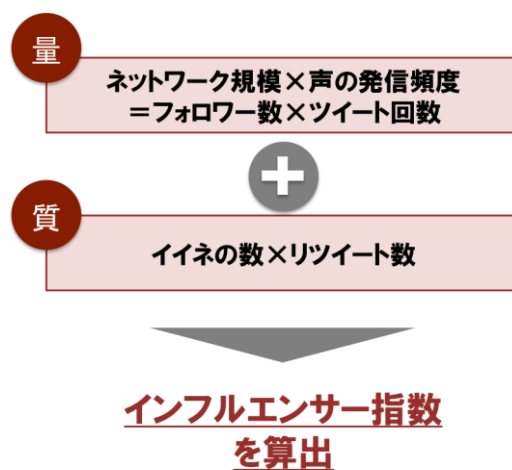 量
ネットワーク規模×声の発信頻度
＝フォロワー数×ツイート回数
質
イイネの数×リツイート数
インフルエンサー指数
を算出